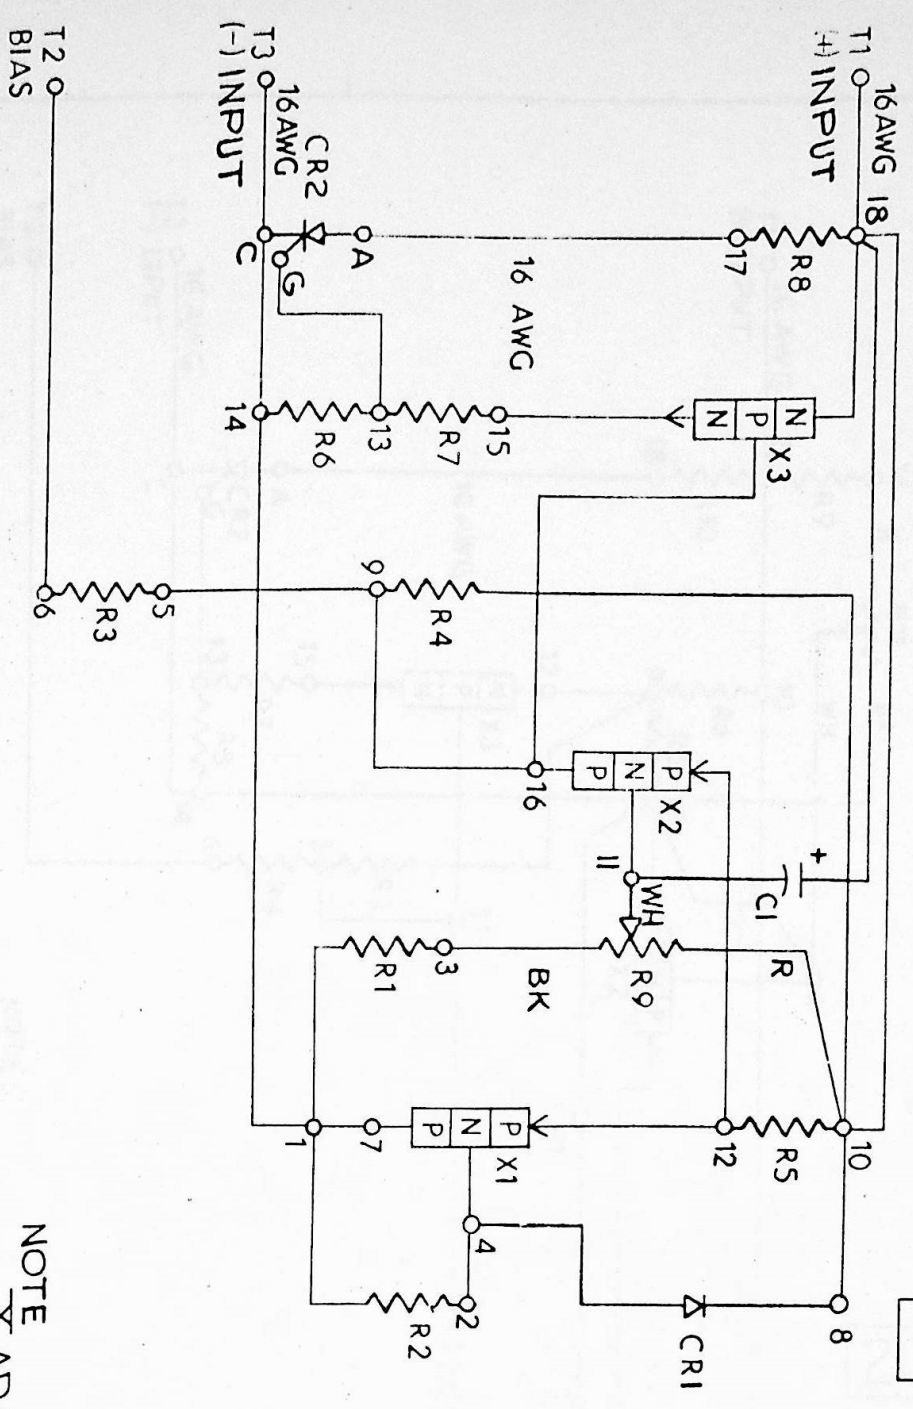 T1
(+) INPUT
16AWG
18
R8
17
16 AWG
A
CR2
G
C
16AWG
T3
(-) INPUT
T2
BIAS
N
P
N
X3
15
R7
13
R6
14
9
R4
5
R3
6
P
N
P
X2
16
11
WH
+
C1
R
R9
BK
3
R1
10
R5
12
P
N
P
X1
7
1
4
2
R2
8
CR1
NOTE